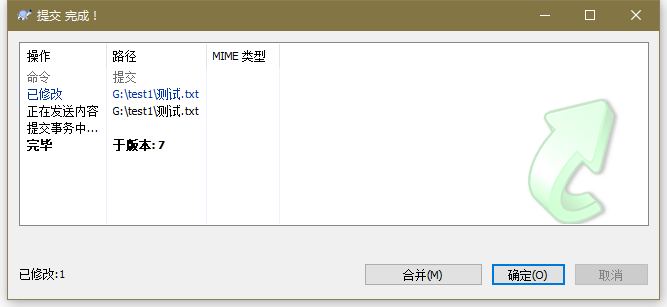 提交 完成！
操作 路径 MIME 类型
命令 提交
已修改 G:\test1\测试.txt
正在发送内容 G:\test1\测试.txt
提交事务中...
完毕 于版本: 7
已修改:1
合并(M) 确定(O) 取消